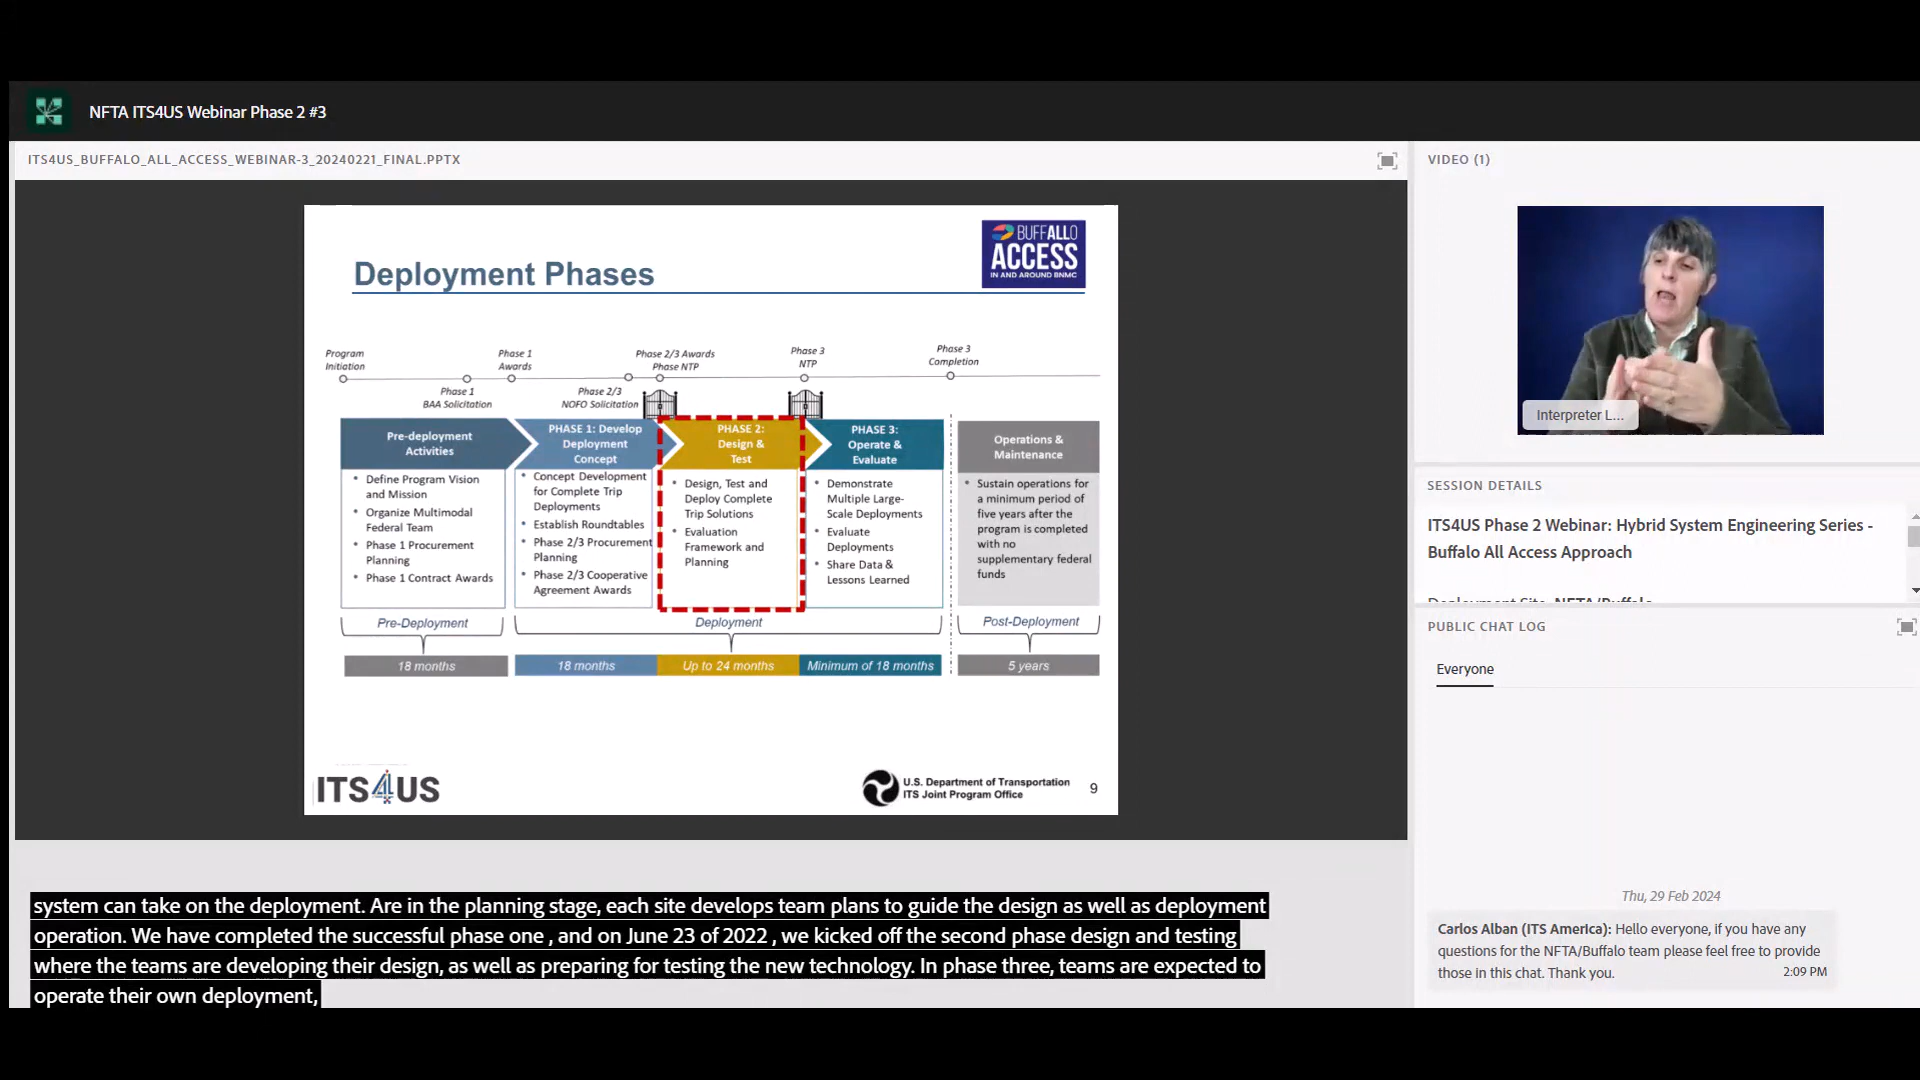 NFTA ITS4US Webinar Phase 2 #3
ITS4US_BUFFALO_ALL_ACCESS_WEBINAR-3_20240221_FINAL.PPTX
BUFFALLO
ACCESS
IN AND AROUND BNMC
Deployment Phases
Program
Initiation
Phase 1
Awards
Phase 2/3 Awards
Phase NTP
Phase 3
NTP
Phase 3
Completion
Phase 1
BAA Solicitation
Phase 2/3
NOFO Solicitation
Pre-deployment
Activities
• Define Program Vision
and Mission
• Organize Multimodal
Federal Team
• Phase 1 Procurement
Planning
• Phase 1 Contract Awards
PHASE 1: Develop
Deployment
Concept
• Concept Development
for Complete Trip
Deployments
• Establish Roundtables
• Phase 2/3 Procurement
Planning
• Phase 2/3 Cooperative
Agreement Awards
PHASE 2:
Design &
Test
• Design, Test and
Deploy Complete
Trip Solutions
• Evaluation
Framework and
Planning
PHASE 3:
Operate &
Evaluate
• Demonstrate
Multiple Large-
Scale Deployments
• Evaluate
Deployments
• Share Data &
Lessons Learned
Operations &
Maintenance
• Sustain operations for
a minimum period of
five years after the
program is completed
with no
supplementary federal
funds
Pre-Deployment
Deployment
Post-Deployment
18 months
18 months
Up to 24 months
Minimum of 18 months
5 years
ITS4US
U.S. Department of Transportation
ITS Joint Program Office
9
system can take on the deployment. Are in the planning stage, each site develops team plans to guide the design as well as deployment
operation. We have completed the successful phase one , and on June 23 of 2022 , we kicked off the second phase design and testing
where the teams are developing their design, as well as preparing for testing the new technology. In phase three, teams are expected to
operate their own deployment,
VIDEO (1)
Interpreter L...
SESSION DETAILS
ITS4US Phase 2 Webinar: Hybrid System Engineering Series -
Buffalo All Access Approach
Deployment Site: NFTA/Buffalo
PUBLIC CHAT LOG
Everyone
Thu, 29 Feb 2024
Carlos Alban (ITS America): Hello everyone, if you have any
questions for the NFTA/Buffalo team please feel free to provide
those in this chat. Thank you.
2:09 PM